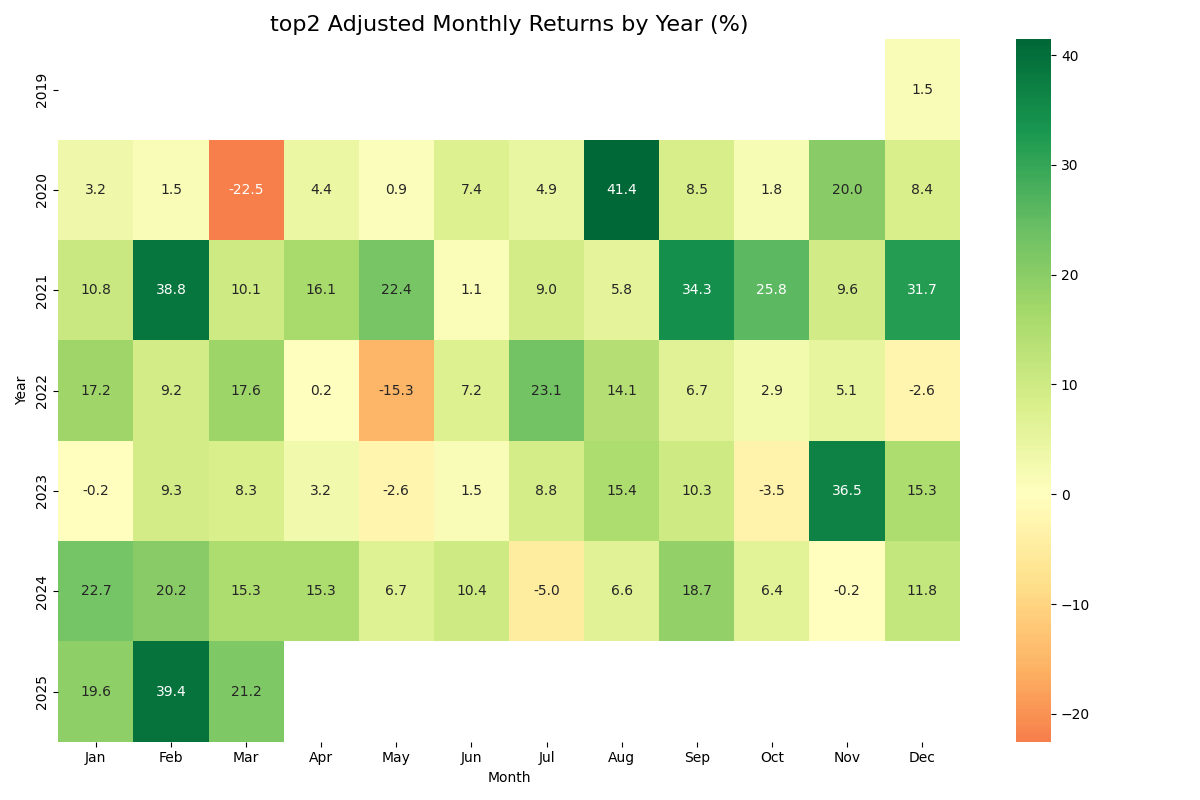 top2 Adjusted Monthly Returns by Year (%)
2019 1.5
2020 3.2 1.5 -22.5 4.4 0.9 7.4 4.9 41.4 8.5 1.8 20.0 8.4
2021 10.8 38.8 10.1 16.1 22.4 1.1 9.0 5.8 34.3 25.8 9.6 31.7
2022 17.2 9.2 17.6 0.2 -15.3 7.2 23.1 14.1 6.7 2.9 5.1 -2.6
2023 -0.2 9.3 8.3 3.2 -2.6 1.5 8.8 15.4 10.3 -3.5 36.5 15.3
2024 22.7 20.2 15.3 15.3 6.7 10.4 -5.0 6.6 18.7 6.4 -0.2 11.8
2025 19.6 39.4 21.2
Year
Jan Feb Mar Apr May Jun Jul Aug Sep Oct Nov Dec
Month
40
30
20
10
0
−10
−20